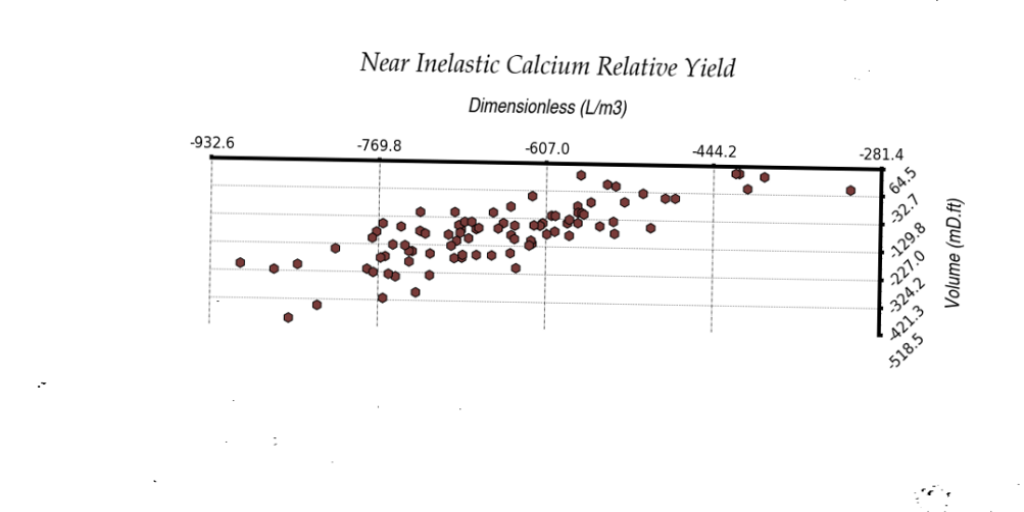 Near Inelastic Calcium Relative Yield
Dimensionless (L/m3)
-932.6 -769.8 -607.0 -444.2 -281.4
64.5
-32.7
-129.8
-227.0
-324.2
-421.3
-518.5
Volume (mD.ft)